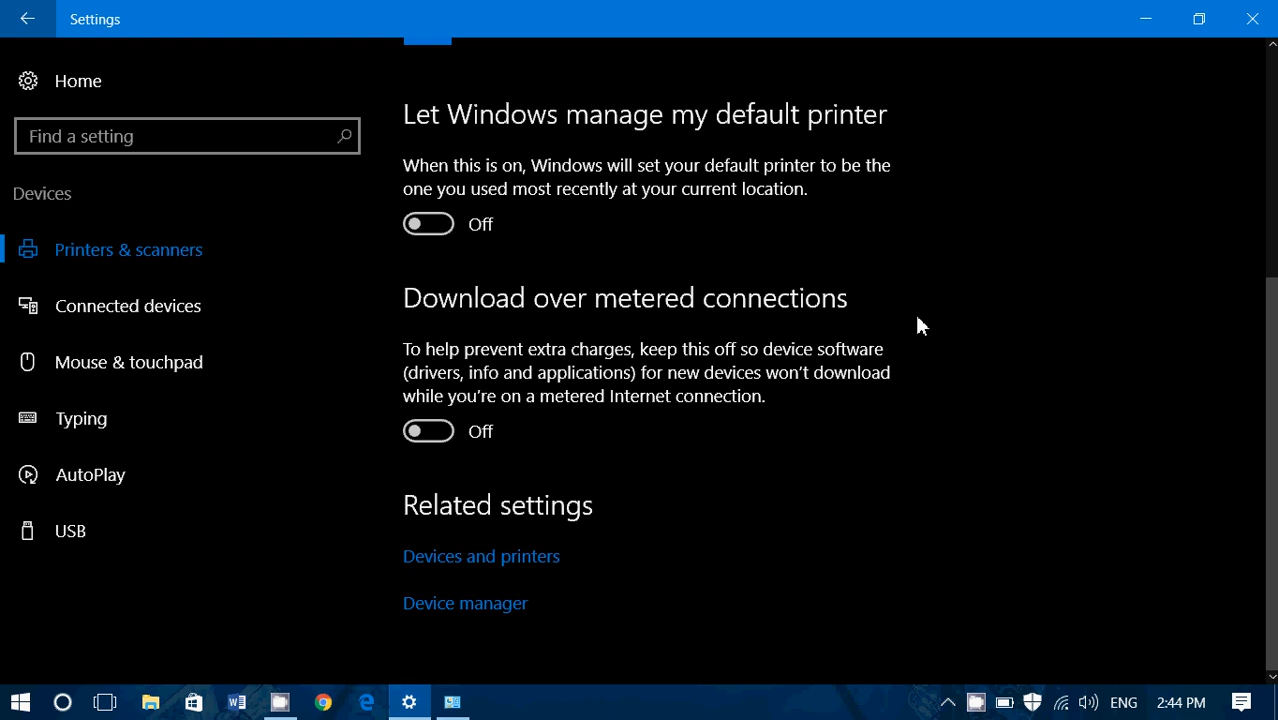 Settings
Home
Find a setting
Devices
Printers & scanners
Connected devices
Mouse & touchpad
Typing
AutoPlay
USB
Let Windows manage my default printer
When this is on, Windows will set your default printer to be the
one you used most recently at your current location.
Off
Download over metered connections
To help prevent extra charges, keep this off so device software
(drivers, info and applications) for new devices won't download
while you're on a metered Internet connection.
Off
Related settings
Devices and printers
Device manager
ENG 2:44 PM